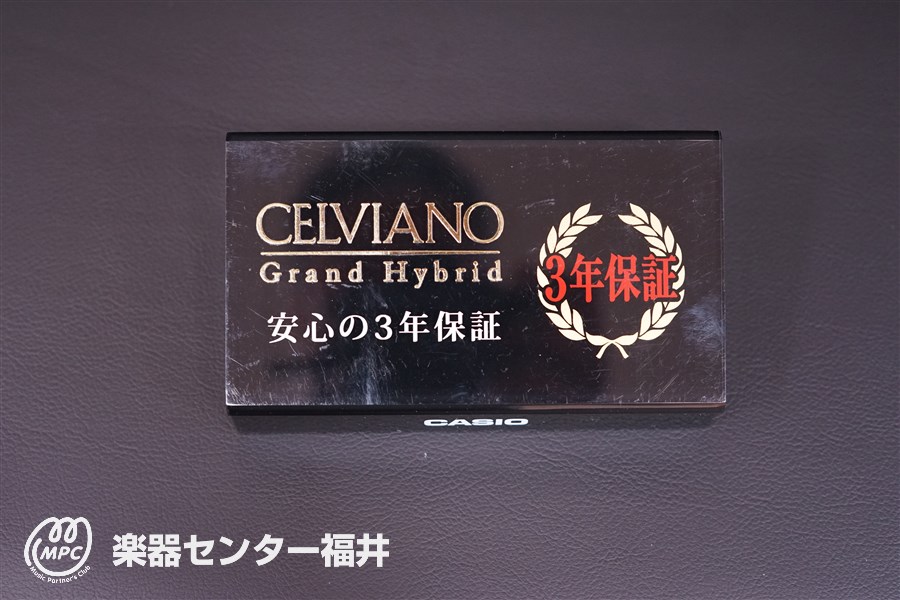 CELVIANO
Grand Hybrid
安心の3年保証
3年保証
CASIO
MPC
Music Partner's Club
楽器センター福井